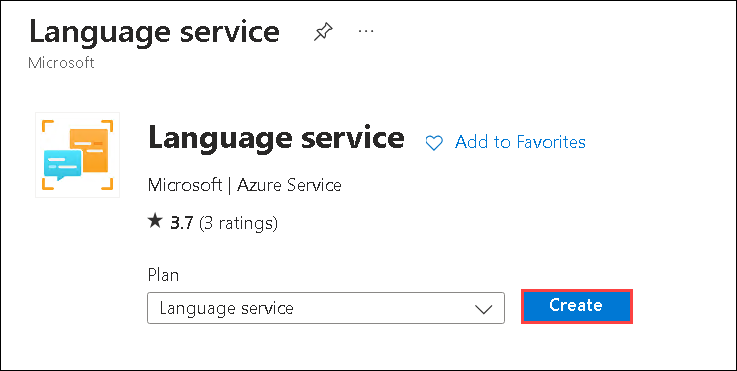 Language service
Microsoft
Language service
Add to Favorites
Microsoft | Azure Service
★ 3.7 (3 ratings)
Plan
Language service
Create